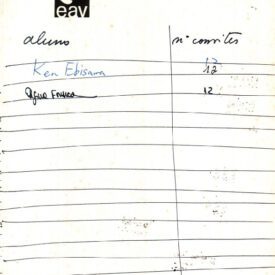 eav
aluno nº convites
Ken Ebisawa 12
12